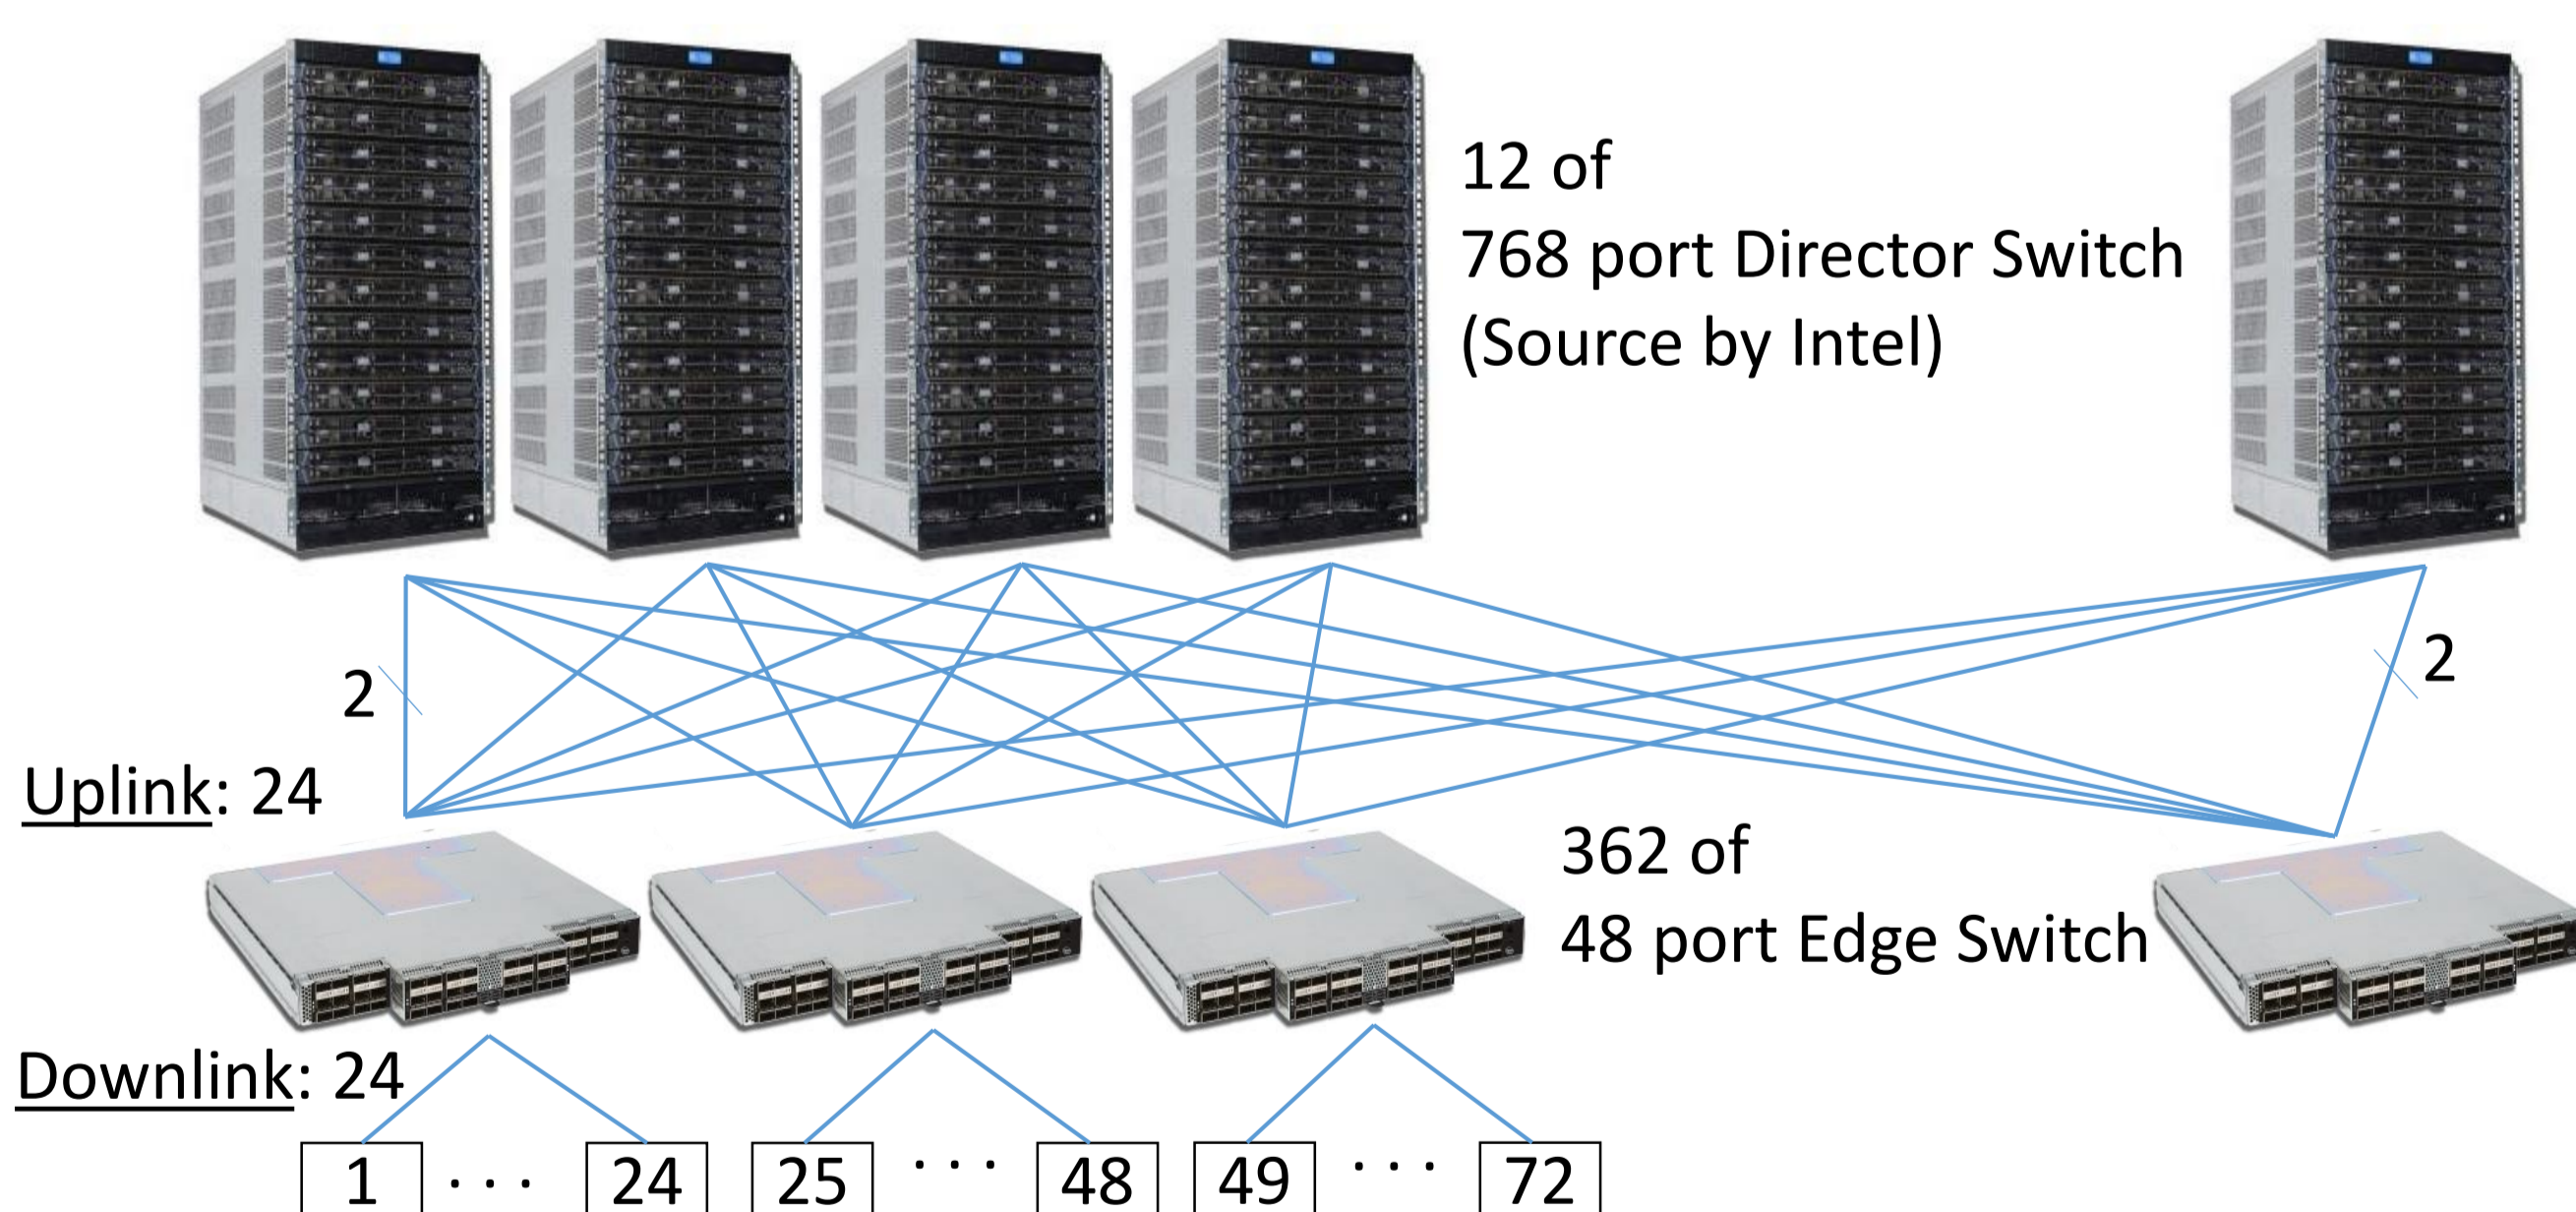 12 of
768 port Director Switch
(Source by Intel)
2
2
Uplink: 24
362 of
48 port Edge Switch
Downlink: 24
1 . . . 24 25 . . . 48 49 . . . 72